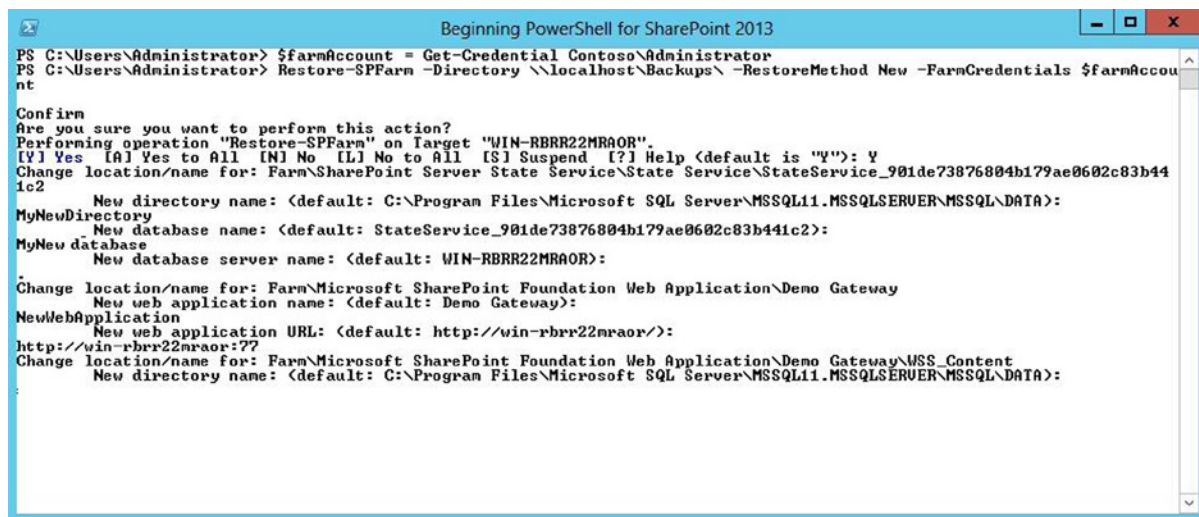 Beginning PowerShell for SharePoint 2013
PS C:\Users\Administrator> $farmAccount = Get-Credential Contoso\Administrator
PS C:\Users\Administrator> Restore-SPFarm -Directory \\localhost\Backups\ -RestoreMethod New -FarmCredentials $farmAccou
nt
Confirm
Are you sure you want to perform this action?
Performing operation "Restore-SPFarm" on Target "WIN-RBRR22MRAOR".
[Y] Yes  [A] Yes to All  [N] No  [L] No to All  [S] Suspend  [?] Help (default is "Y"): Y
Change location/name for: Farm\SharePoint Server State Service\State Service\StateService_901de73876804b179ae0602c83b44
1c2
New directory name: (default: C:\Program Files\Microsoft SQL Server\MSSQL11.MSSQLSERVER\MSSQL\DATA):
MyNewDirectory
New database name: (default: StateService_901de73876804b179ae0602c83b441c2):
MyNew database
New database server name: (default: WIN-RBRR22MRAOR):
.
Change location/name for: Farm\Microsoft SharePoint Foundation Web Application\Demo Gateway
New web application name: (default: Demo Gateway):
NewWebApplication
New web application URL: (default: http://win-rbrr22mraor/):
http://win-rbrr22mraor:77
Change location/name for: Farm\Microsoft SharePoint Foundation Web Application\Demo Gateway\WSS_Content
New directory name: (default: C:\Program Files\Microsoft SQL Server\MSSQL11.MSSQLSERVER\MSSQL\DATA):